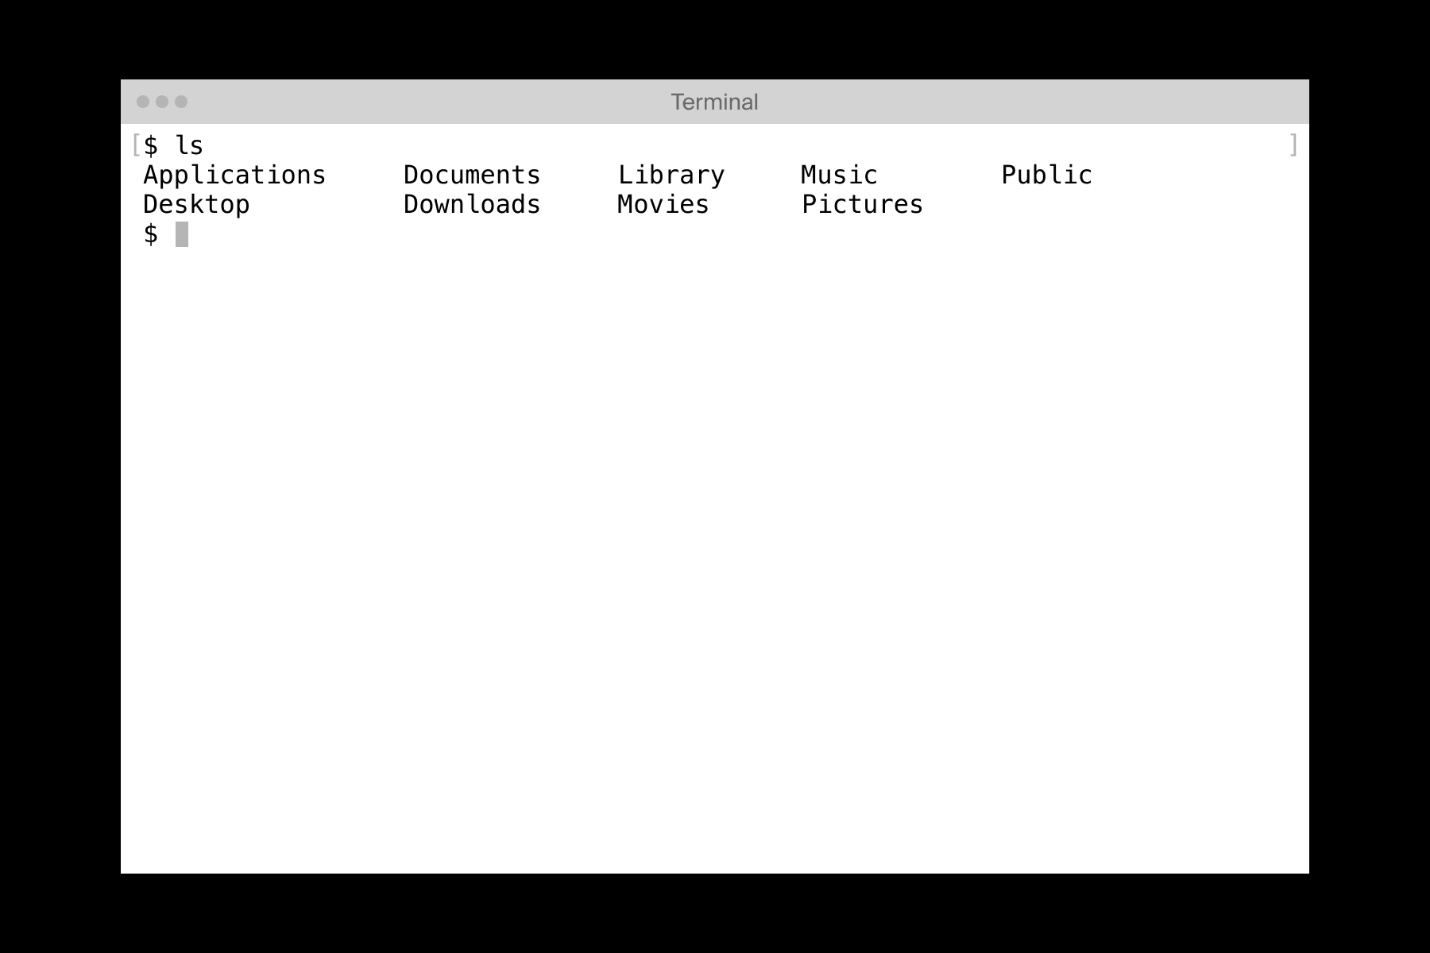 Terminal
[$ ls ]
Applications Documents Library Music Public
Desktop Downloads Movies Pictures
$